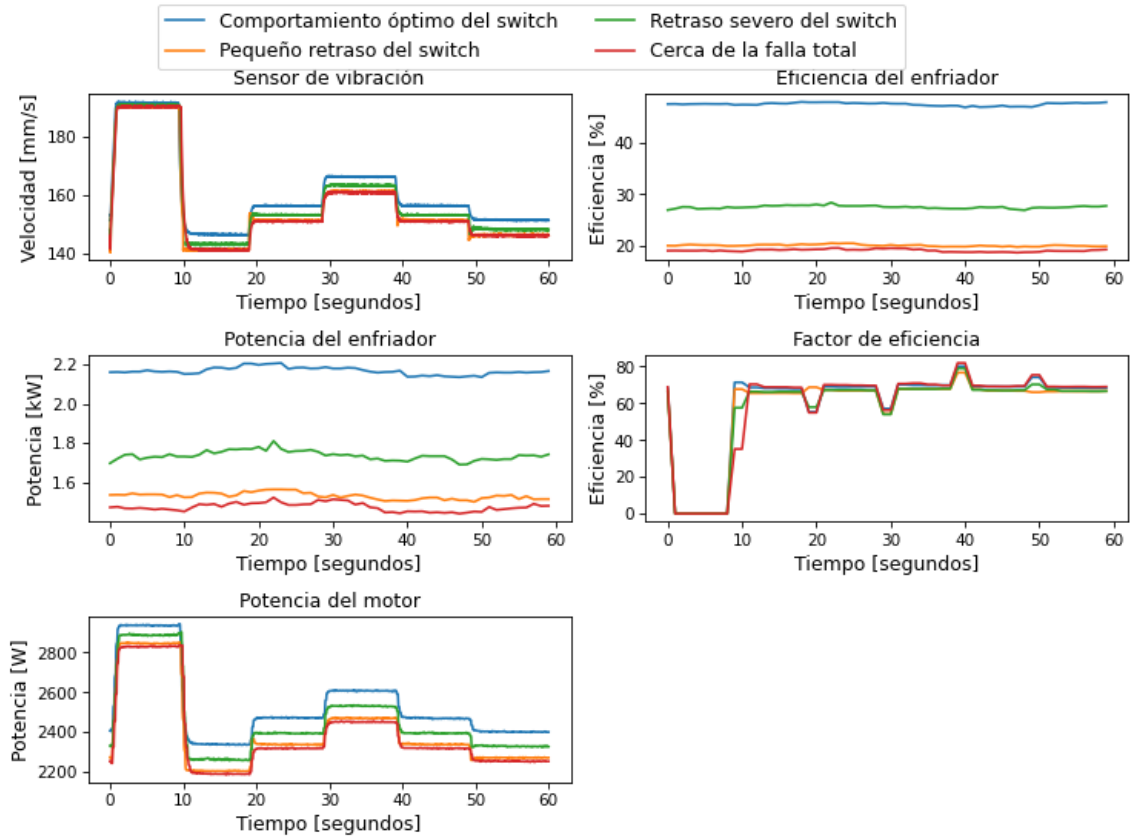 Comportamiento óptimo del switch
Pequeño retraso del switch
Retraso severo del switch
Cerca de la falla total
Sensor de vibración
Velocidad [mm/s]
180
160
140
0 10 20 30 40 50 60
Tiempo [segundos]
Eficiencia del enfriador
Eficiencia [%]
40
30
20
0 10 20 30 40 50 60
Tiempo [segundos]
Potencia del enfriador
Potencia [kW]
2.2
2.0
1.8
1.6
0 10 20 30 40 50 60
Tiempo [segundos]
Factor de eficiencia
Eficiencia [%]
80
60
40
20
0
0 10 20 30 40 50 60
Tiempo [segundos]
Potencia del motor
Potencia [W]
2800
2600
2400
2200
0 10 20 30 40 50 60
Tiempo [segundos]